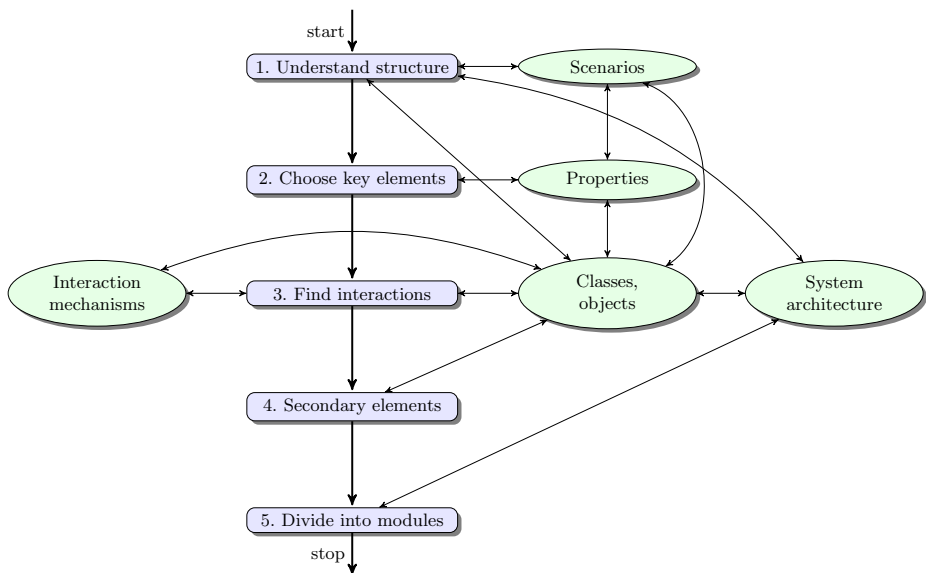 start
1. Understand structure
Scenarios
2. Choose key elements
Properties
Interaction
mechanisms
3. Find interactions
Classes,
objects
System
architecture
4. Secondary elements
5. Divide into modules
stop